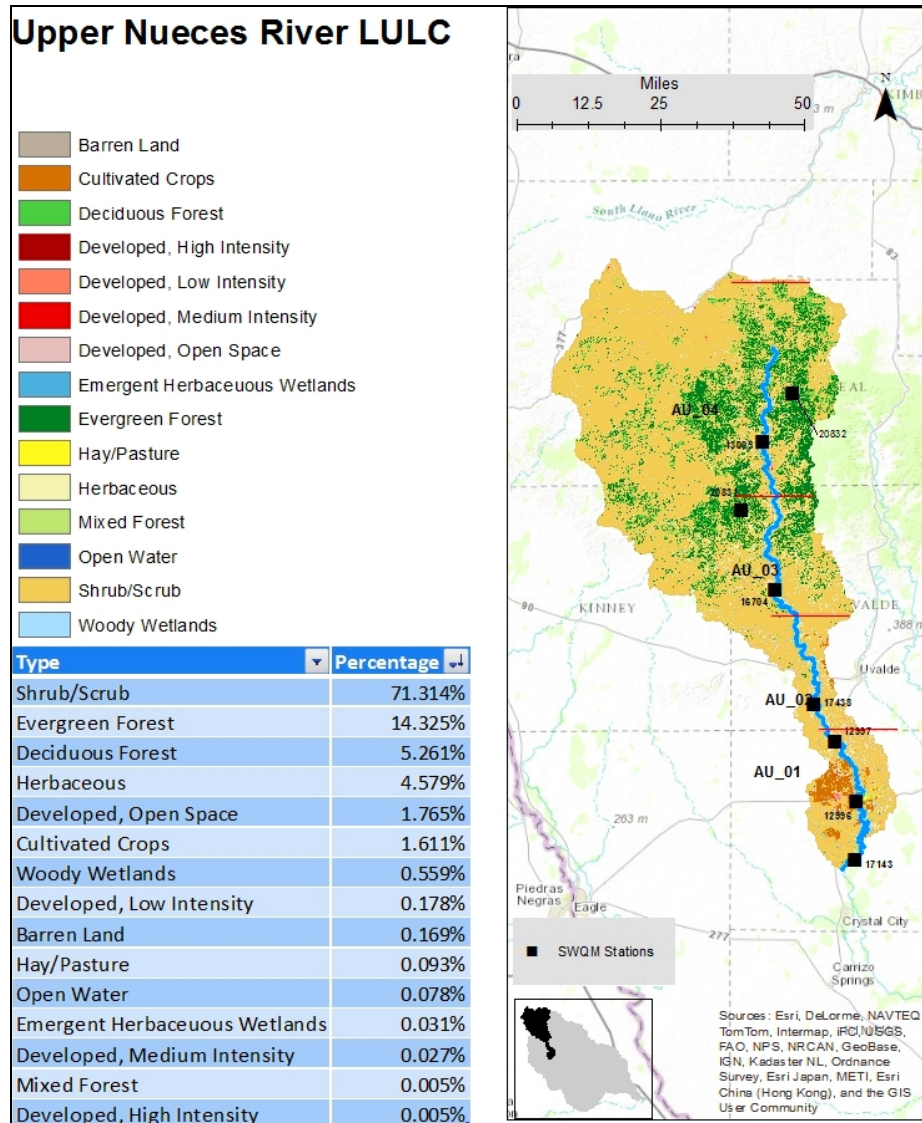 Upper Nueces River LULC
Barren Land
Cultivated Crops
Deciduous Forest
Developed, High Intensity
Developed, Low Intensity
Developed, Medium Intensity
Developed, Open Space
Emergent Herbaceuous Wetlands
Evergreen Forest
Hay/Pasture
Herbaceous
Mixed Forest
Open Water
Shrub/Scrub
Woody Wetlands
Type Percentage
Shrub/Scrub 71.314%
Evergreen Forest 14.325%
Deciduous Forest 5.261%
Herbaceous 4.579%
Developed, Open Space 1.765%
Cultivated Crops 1.611%
Woody Wetlands 0.559%
Developed, Low Intensity 0.178%
Barren Land 0.169%
Hay/Pasture 0.093%
Open Water 0.078%
Emergent Herbaceuous Wetlands 0.031%
Developed, Medium Intensity 0.027%
Mixed Forest 0.005%
Developed, High Intensity 0.005%
Miles
0 12.5 25 50
N
South Llano River
83
377
AU_04
20832
AU_03
16704
KINNEY
90
388 m
Uvalde
AU_02
17438
12997
AU_01
12996
263 m
17143
Piedras
Negras
Eagle
Crystal City
277
Carrizo
Springs
SWQM Stations
Sources: Esri, DeLorme, NAVTEQ,
TomTom, Intermap, iPC, USGS,
FAO, NPS, NRCAN, GeoBase,
IGN, Kadaster NL, Ordnance
Survey, Esri Japan, METI, Esri
China (Hong Kong), and the GIS
User Community